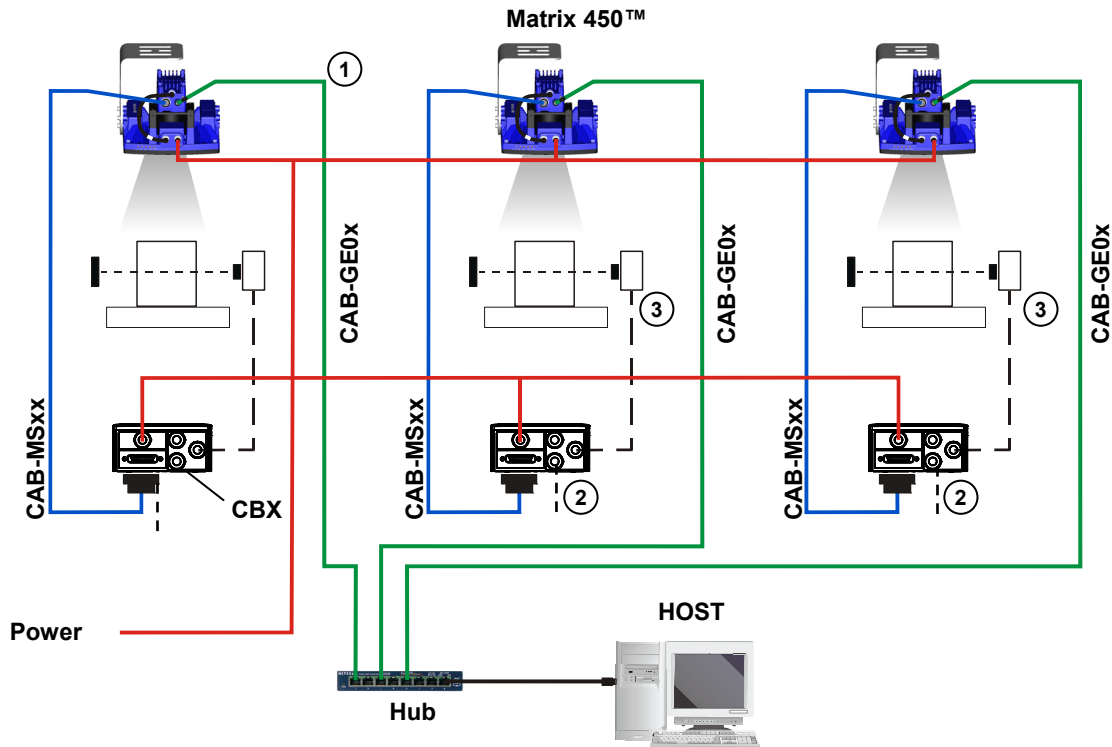 Matrix 450™
1
CAB-GE0x
CAB-GE0x
CAB-GE0x
3
3
CAB-MSxx
CAB-MSxx
CAB-MSxx
CBX
2
2
Power
HOST
Hub